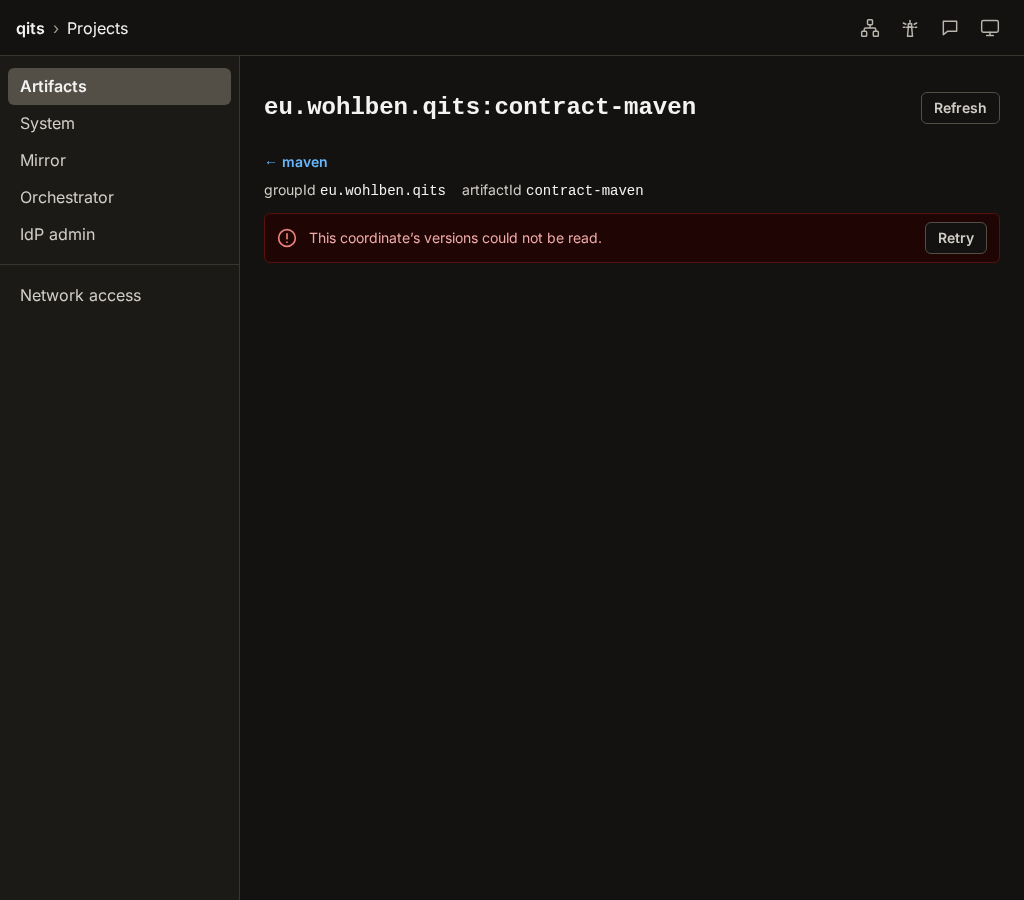 qits › Projects
Artifacts
System
Mirror
Orchestrator
IdP admin
Network access
eu.wohlben.qits:contract-maven
Refresh
← maven
groupId eu.wohlben.qits artifactId contract-maven
This coordinate’s versions could not be read.
Retry